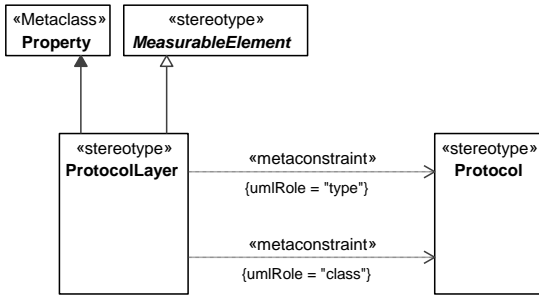 «Metaclass»
Property
«stereotype»
MeasurableElement
«stereotype»
ProtocolLayer
«metaconstraint»
{umlRole = "type"}
«metaconstraint»
{umlRole = "class"}
«stereotype»
Protocol